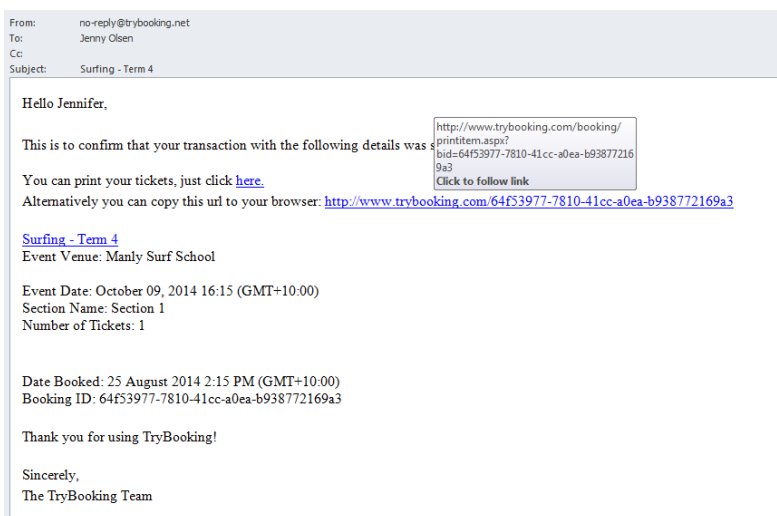 From: no-reply@trybooking.net
To: Jenny Olsen
Cc:
Subject: Surfing - Term 4
Hello Jennifer,
This is to confirm that your transaction with the following details was s
http://www.trybooking.com/booking/
printitem.aspx?
bid=64f53977-7810-41cc-a0ea-b93877216
9a3
Click to follow link
You can print your tickets, just click here.
Alternatively you can copy this url to your browser: http://www.trybooking.com/64f53977-7810-41cc-a0ea-b938772169a3
Surfing - Term 4
Event Venue: Manly Surf School
Event Date: October 09, 2014 16:15 (GMT+10:00)
Section Name: Section 1
Number of Tickets: 1
Date Booked: 25 August 2014 2:15 PM (GMT+10:00)
Booking ID: 64f53977-7810-41cc-a0ea-b938772169a3
Thank you for using TryBooking!
Sincerely,
The TryBooking Team